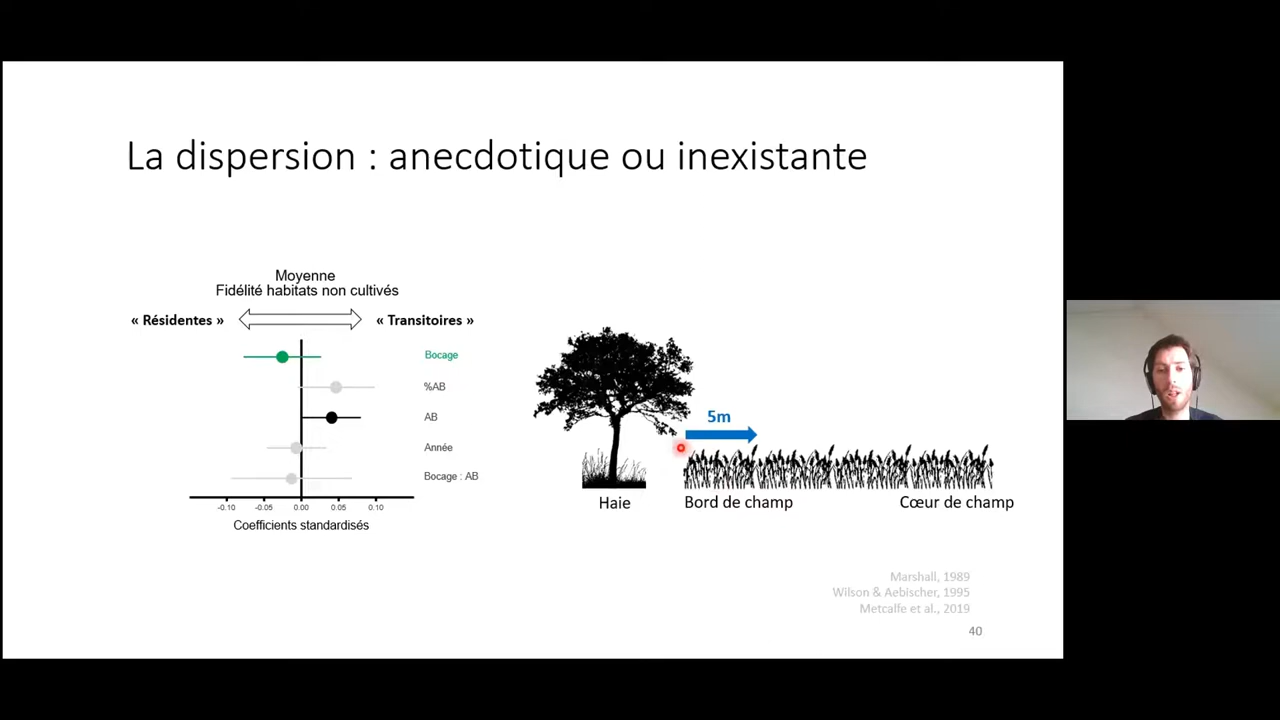 La dispersion : anecdotique ou inexistante
Moyenne
Fidélité habitats non cultivés
« Résidentes »
« Transitoires »
Bocage
%AB
AB
Année
Bocage : AB
-0.10 -0.05 0.00 0.05 0.10
Coefficients standardisés
5m
Haie
Bord de champ
Cœur de champ
Marshall, 1989
Wilson & Aebischer, 1995
Metcalfe et al., 2019
40